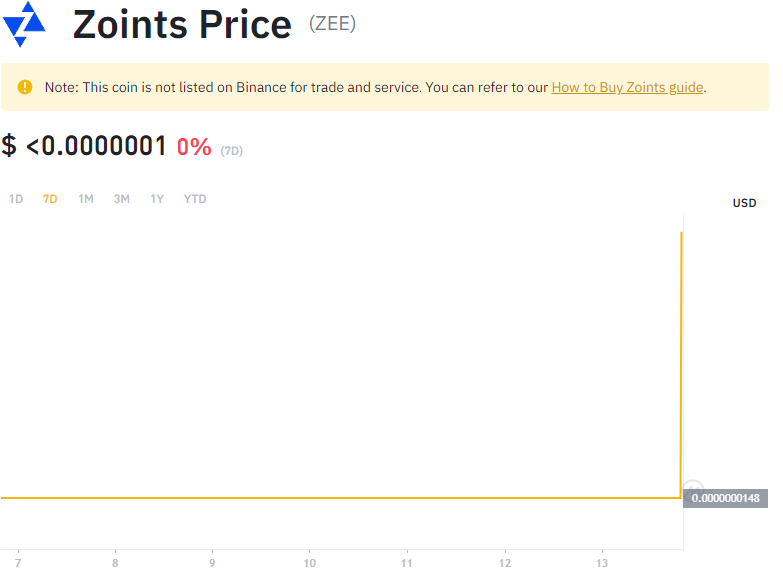 Zoints Price (ZEE)
Note: This coin is not listed on Binance for trade and service. You can refer to our How to Buy Zoints guide.
$ <0.0000001 0% (7D)
1D 7D 1M 3M 1Y YTD
USD
0.0000000148
7 8 9 10 11 12 13